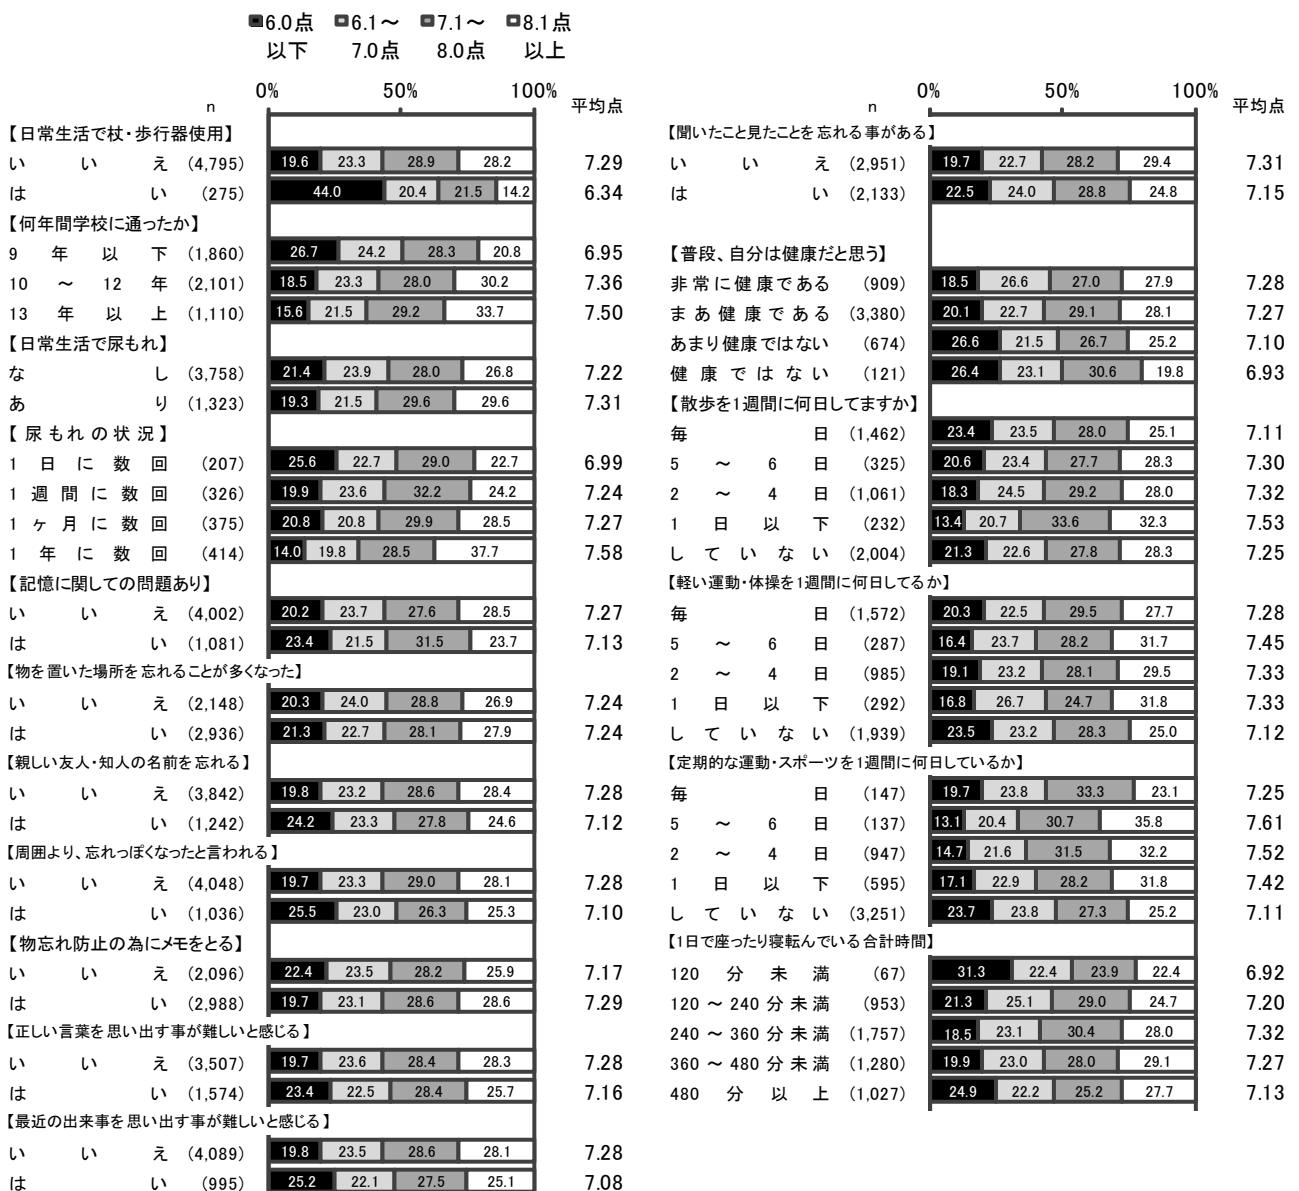 6.0点以下 6.1～7.0点 7.1～8.0点 8.1点以上
n 0% 50% 100% 平均点
【日常生活で杖・歩行器使用】
いいえ (4,795) 19.6 23.3 28.9 28.2 7.29
はい (275) 44.0 20.4 21.5 14.2 6.34
【何年間学校に通ったか】
9年以下 (1,860) 26.7 24.2 28.3 20.8 6.95
10～12年 (2,101) 18.5 23.3 28.0 30.2 7.36
13年以上 (1,110) 15.6 21.5 29.2 33.7 7.50
【日常生活で尿もれ】
なし (3,758) 21.4 23.9 28.0 26.8 7.22
あり (1,323) 19.3 21.5 29.6 29.6 7.31
【尿もれの状況】
1日に数回 (207) 25.6 22.7 29.0 22.7 6.99
1週間に数回 (326) 19.9 23.6 32.2 24.2 7.24
1ヶ月に数回 (375) 20.8 20.8 29.9 28.5 7.27
1年に数回 (414) 14.0 19.8 28.5 37.7 7.58
【記憶に関しての問題あり】
いいえ (4,002) 20.2 23.7 27.6 28.5 7.27
はい (1,081) 23.4 21.5 31.5 23.7 7.13
【物を置いた場所を忘れることが多くなった】
いいえ (2,148) 20.3 24.0 28.8 26.9 7.24
はい (2,936) 21.3 22.7 28.1 27.9 7.24
【親しい友人・知人の名前を忘れる】
いいえ (3,842) 19.8 23.2 28.6 28.4 7.28
はい (1,242) 24.2 23.3 27.8 24.6 7.12
【周囲より、忘れっぽくなったと言われる】
いいえ (4,048) 19.7 23.3 29.0 28.1 7.28
はい (1,036) 25.5 23.0 26.3 25.3 7.10
【物忘れ防止の為にメモをとる】
いいえ (2,096) 22.4 23.5 28.2 25.9 7.17
はい (2,988) 19.7 23.1 28.6 28.6 7.29
【正しい言葉を思い出す事が難しいと感じる】
いいえ (3,507) 19.7 23.6 28.4 28.3 7.28
はい (1,574) 23.4 22.5 28.4 25.7 7.16
【最近の出来事を思い出す事が難しいと感じる】
いいえ (4,089) 19.8 23.5 28.6 28.1 7.28
はい (995) 25.2 22.1 27.5 25.1 7.08
n 0% 50% 100% 平均点
【聞いたこと見たことを忘れる事がある】
いいえ (2,951) 19.7 22.7 28.2 29.4 7.31
はい (2,133) 22.5 24.0 28.8 24.8 7.15
【普段、自分は健康だと思う】
非常に健康である (909) 18.5 26.6 27.0 27.9 7.28
まあ健康である (3,380) 20.1 22.7 29.1 28.1 7.27
あまり健康ではない (674) 26.6 21.5 26.7 25.2 7.10
健康ではない (121) 26.4 23.1 30.6 19.8 6.93
【散歩を1週間に何日してますか】
毎日 (1,462) 23.4 23.5 28.0 25.1 7.11
5～6日 (325) 20.6 23.4 27.7 28.3 7.30
2～4日 (1,061) 18.3 24.5 29.2 28.0 7.32
1日以下 (232) 13.4 20.7 33.6 32.3 7.53
していない (2,004) 21.3 22.6 27.8 28.3 7.25
【軽い運動・体操を1週間に何日してるか】
毎日 (1,572) 20.3 22.5 29.5 27.7 7.28
5～6日 (287) 16.4 23.7 28.2 31.7 7.45
2～4日 (985) 19.1 23.2 28.1 29.5 7.33
1日以下 (292) 16.8 26.7 24.7 31.8 7.33
していない (1,939) 23.5 23.2 28.3 25.0 7.12
【定期的な運動・スポーツを1週間に何日しているか】
毎日 (147) 19.7 23.8 33.3 23.1 7.25
5～6日 (137) 13.1 20.4 30.7 35.8 7.61
2～4日 (947) 14.7 21.6 31.5 32.2 7.52
1日以下 (595) 17.1 22.9 28.2 31.8 7.42
していない (3,251) 23.7 23.8 27.3 25.2 7.11
【1日で座ったり寝転んでいる合計時間】
120分未満 (67) 31.3 22.4 23.9 22.4 6.92
120～240分未満 (953) 21.3 25.1 29.0 24.7 7.20
240～360分未満 (1,757) 18.5 23.1 30.4 28.0 7.32
360～480分未満 (1,280) 19.9 23.0 28.0 29.1 7.27
480分以上 (1,027) 24.9 22.2 25.2 27.7 7.13